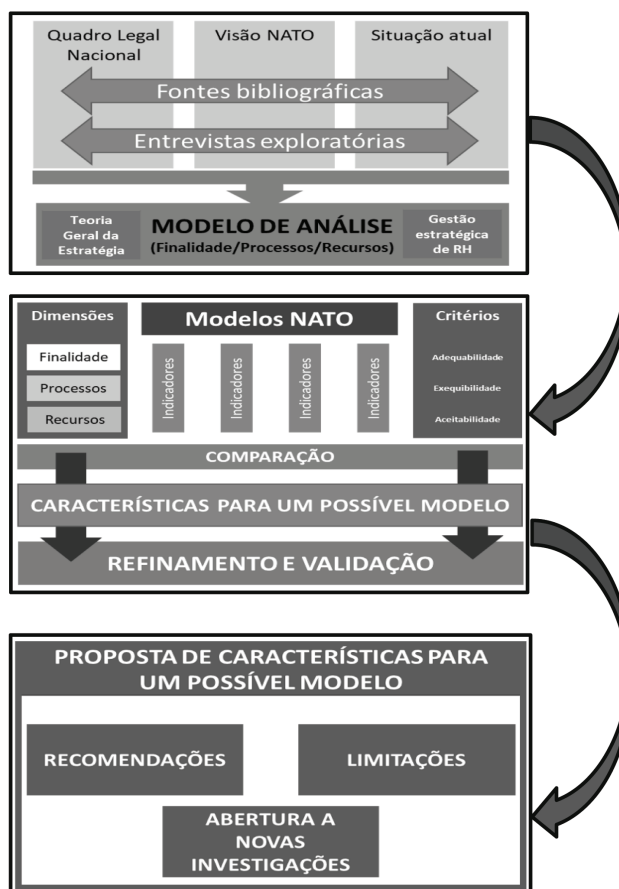 Quadro Legal
Nacional
Visão NATO
Situação atual
Fontes bibliográficas
Entrevistas exploratórias
Teoria
Geral da
Estratégia
MODELO DE ANÁLISE
(Finalidade/Processos/Recursos)
Gestão
estratégica
de RH
Dimensões
Finalidade
Processos
Recursos
Modelos NATO
Indicadores
Indicadores
Indicadores
Indicadores
Critérios
Adequabilidade
Exequibilidade
Aceitabilidade
COMPARAÇÃO
CARACTERÍSTICAS PARA UM POSSÍVEL MODELO
REFINAMENTO E VALIDAÇÃO
PROPOSTA DE CARACTERÍSTICAS PARA
UM POSSÍVEL MODELO
RECOMENDAÇÕES
LIMITAÇÕES
ABERTURA A
NOVAS
INVESTIGAÇÕES